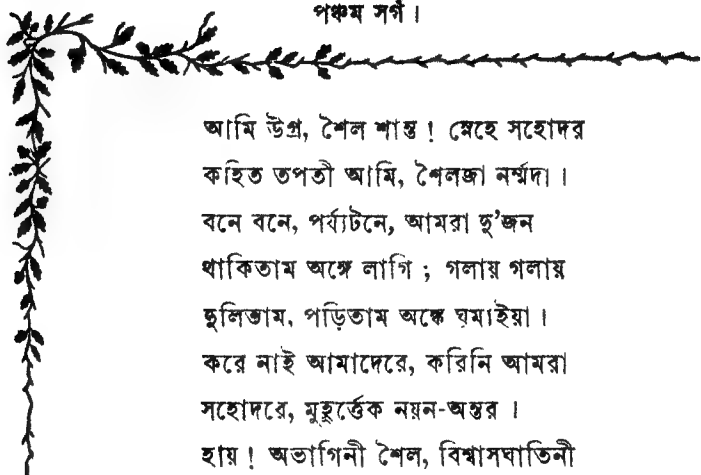 পঞ্চম সর্গ।
আমি উগ্র, শৈল শান্ত ! স্নেহে সহোদর
কহিত তপতী আমি, শৈলজা নর্ম্মদা ।
বনে বনে, পর্য্যটনে, আমরা দু’জন
থাকিতাম অঙ্গে লাগি ; গলায় গলায়
দুলিতাম, পড়িতাম অঙ্কে ঘুমাইয়া ।
করে নাই আমাদেরে, করিনি আমরা
সহোদরে, মুহূর্ত্তেক নয়ন-অন্তর ।
হায় ! অভাগিনী শৈল, বিশ্বাসঘাতিনী